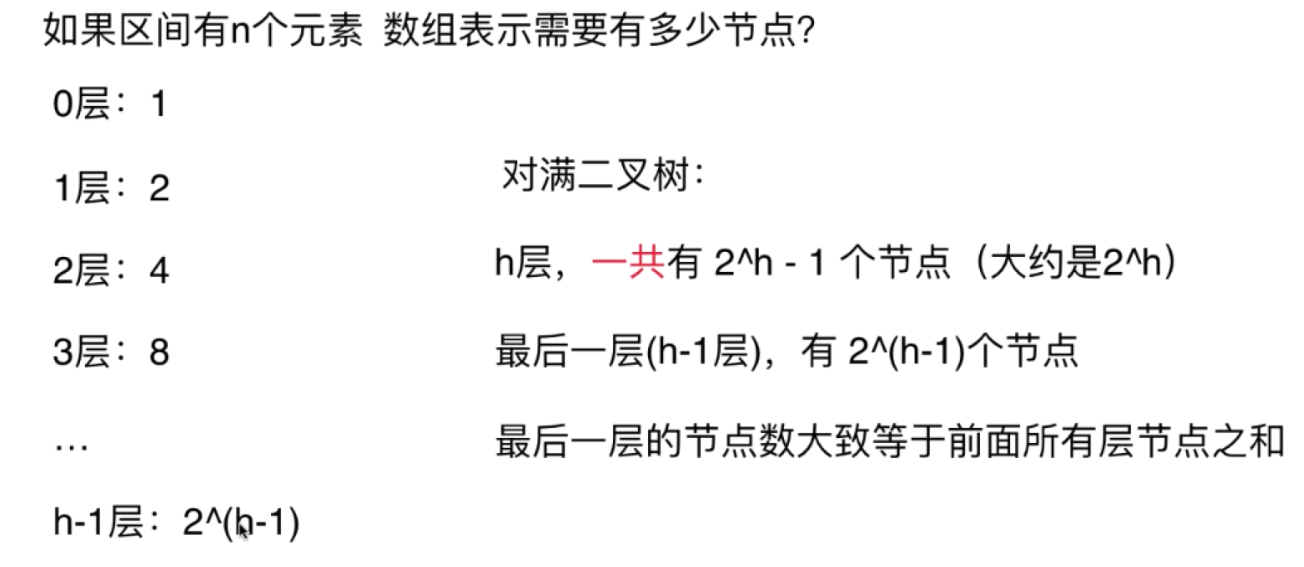 如果区间有n个元素 数组表示需要有多少节点？
0层：1
1层：2
2层：4
3层：8
…
h-1层：2^(h-1)
对满二叉树：
h层，一共有 2^h - 1 个节点（大约是2^h）
最后一层(h-1层)，有 2^(h-1)个节点
最后一层的节点数大致等于前面所有层节点之和